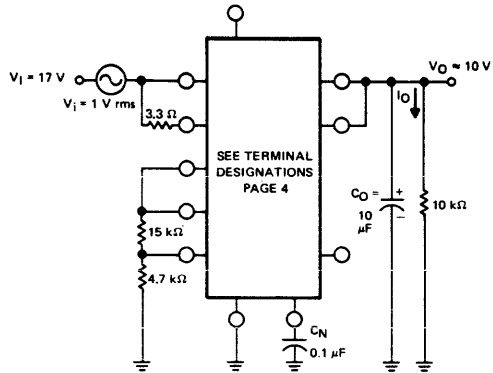 V_I = 17 V
V_i = 1 V rms
3.3 Ω
15 kΩ
4.7 kΩ
SEE TERMINAL
DESIGNATIONS
PAGE 4
C_N
0.1 μF
V_O ≈ 10 V
I_O
C_O =
10
μF
+
−
10 kΩ